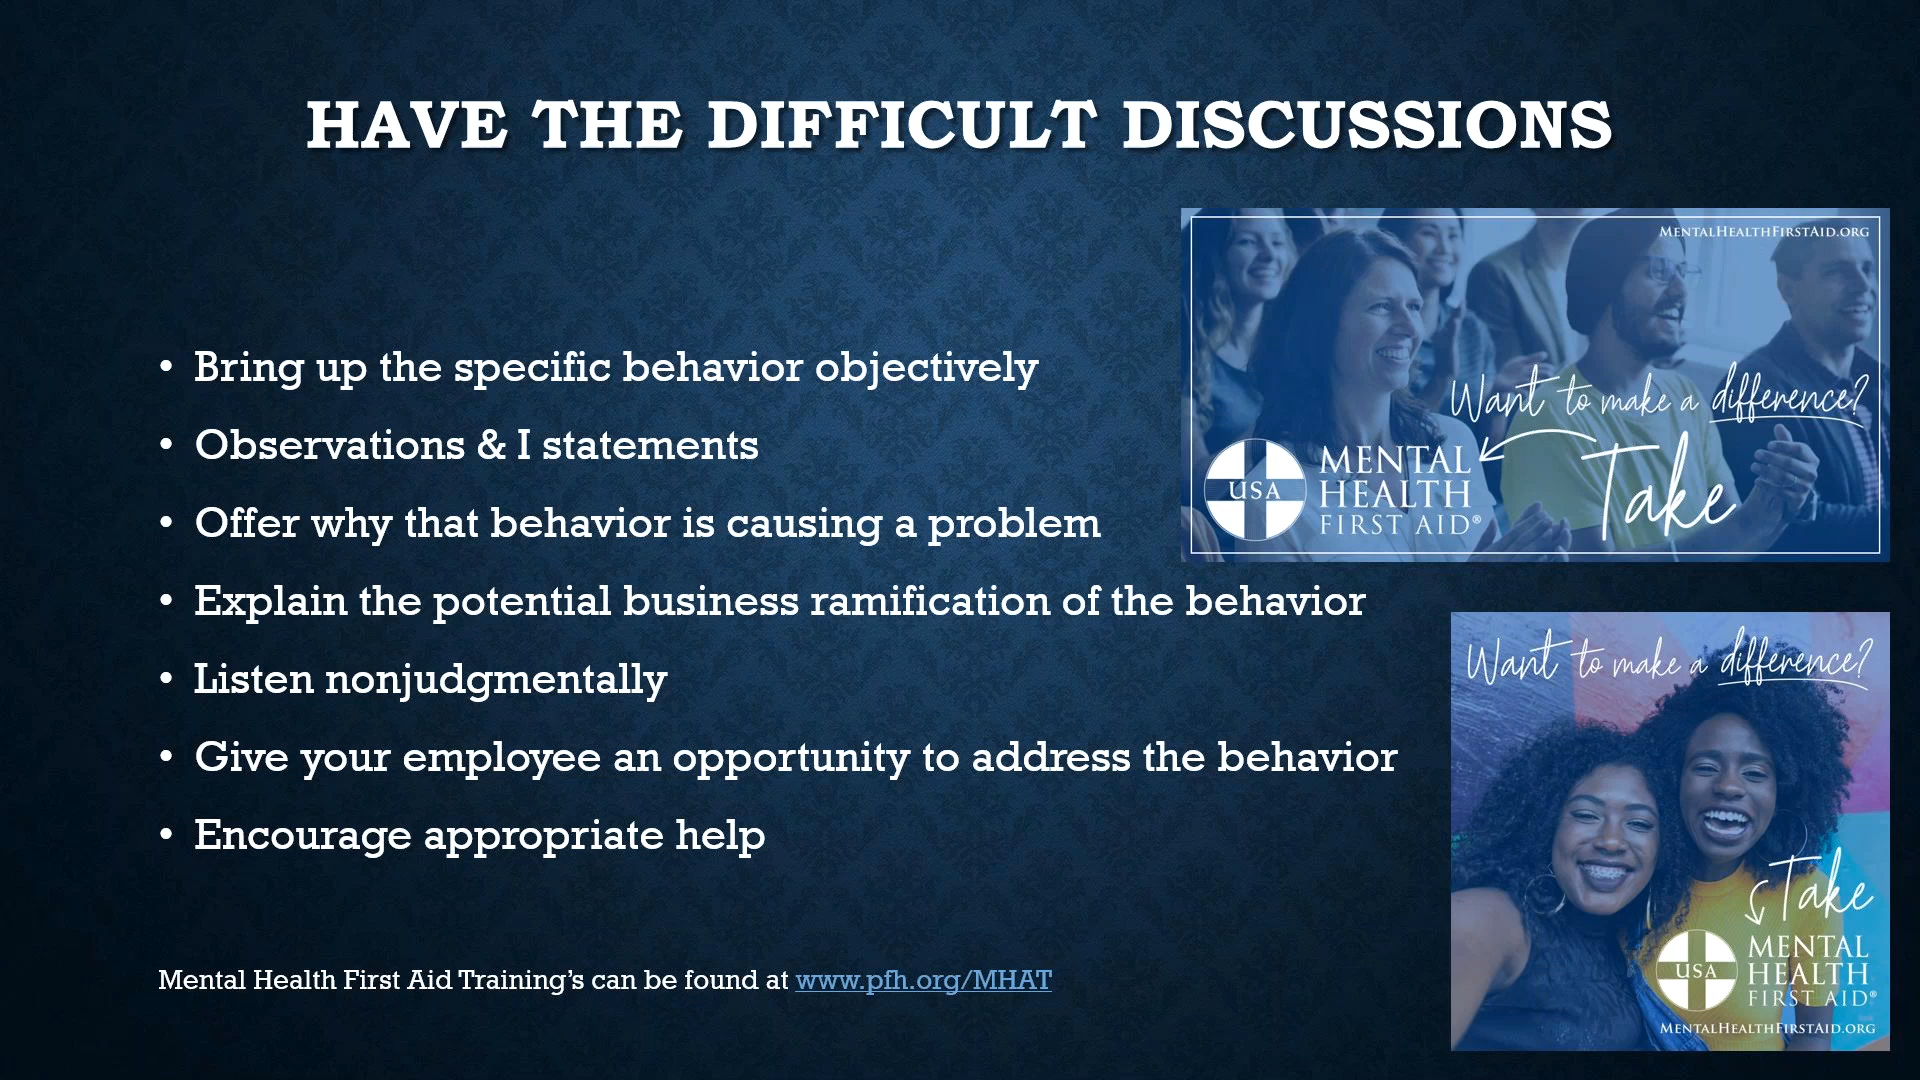 HAVE THE DIFFICULT DISCUSSIONS
• Bring up the specific behavior objectively
• Observations & I statements
• Offer why that behavior is causing a problem
• Explain the potential business ramification of the behavior
• Listen nonjudgmentally
• Give your employee an opportunity to address the behavior
• Encourage appropriate help
Mental Health First Aid Training’s can be found at www.pfh.org/MHAT
MENTALHEALTHFIRSTAID.ORG
Want to make a difference?
Take
USA
MENTAL
HEALTH
FIRST AID®
Want to make a difference?
Take
USA
MENTAL
HEALTH
FIRST AID®
MENTALHEALTHFIRSTAID.ORG